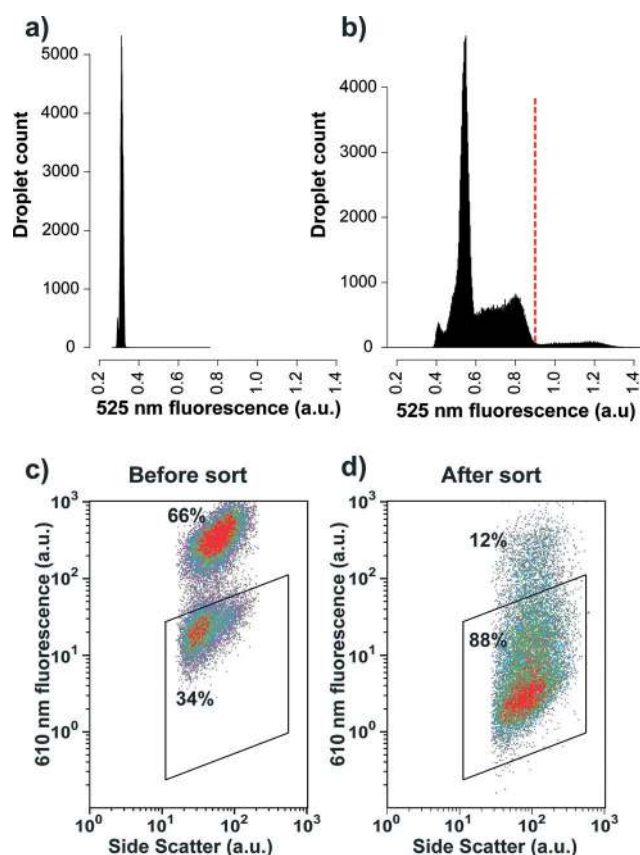 a)
5000
4000
3000
2000
1000
0
Droplet count
0.2 0.4 0.6 0.8 1.0 1.2 1.4
525 nm fluorescence (a.u.)
b)
4000
3000
2000
1000
0
Droplet count
0.2 0.4 0.6 0.8 1.0 1.2 1.4
525 nm fluorescence (a.u)
c) Before sort
10³
10²
10¹
10⁰
610 nm fluorescence (a.u.)
66%
34%
10⁰ 10¹ 10² 10³
Side Scatter (a.u.)
d) After sort
10³
10²
10¹
10⁰
610 nm fluorescence (a.u.)
12%
88%
10⁰ 10¹ 10² 10³
Side Scatter (a.u.)